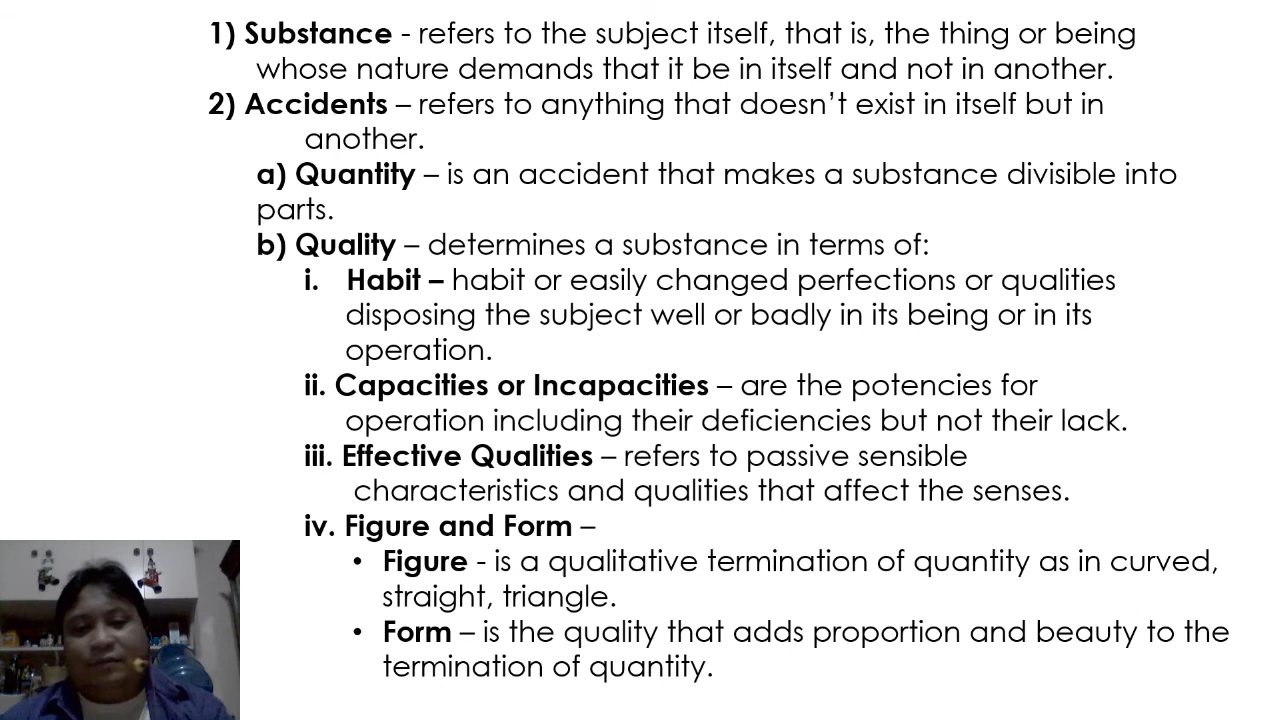 1) Substance - refers to the subject itself, that is, the thing or being
whose nature demands that it be in itself and not in another.
2) Accidents – refers to anything that doesn’t exist in itself but in
another.
a) Quantity – is an accident that makes a substance divisible into
parts.
b) Quality – determines a substance in terms of:
i. Habit – habit or easily changed perfections or qualities
disposing the subject well or badly in its being or in its
operation.
ii. Capacities or Incapacities – are the potencies for
operation including their deficiencies but not their lack.
iii. Effective Qualities – refers to passive sensible
characteristics and qualities that affect the senses.
iv. Figure and Form –
• Figure - is a qualitative termination of quantity as in curved,
straight, triangle.
• Form – is the quality that adds proportion and beauty to the
termination of quantity.